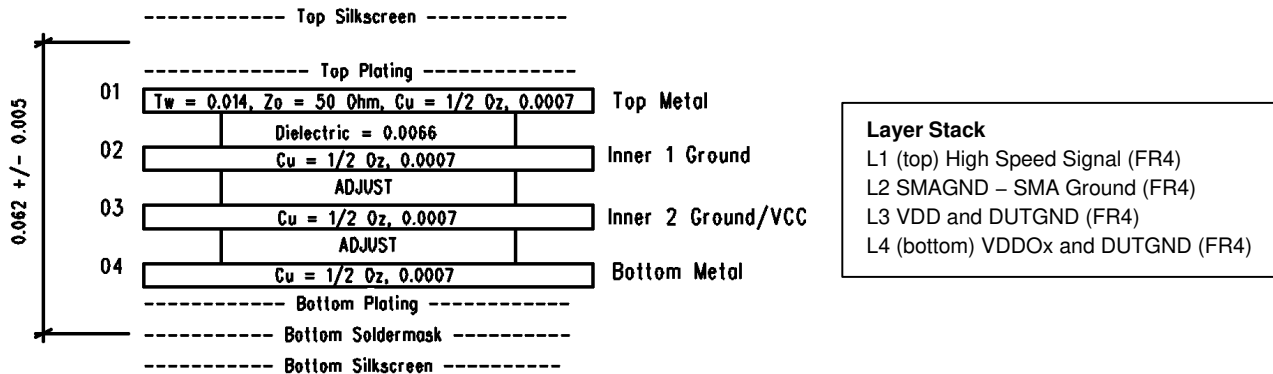 Top Silkscreen
0.062 +/- 0.005
Top Plating
01
Tw = 0.014, Zo = 50 Ohm, Cu = 1/2 Oz, 0.0007
Top Metal
Dielectric = 0.0066
02
Cu = 1/2 Oz, 0.0007
Inner 1 Ground
ADJUST
03
Cu = 1/2 Oz, 0.0007
Inner 2 Ground/VCC
ADJUST
04
Cu = 1/2 Oz, 0.0007
Bottom Metal
Bottom Plating
Bottom Soldermask
Bottom Silkscreen
Layer Stack
L1 (top) High Speed Signal (FR4)
L2 SMAGND – SMA Ground (FR4)
L3 VDD and DUTGND (FR4)
L4 (bottom) VDDOx and DUTGND (FR4)